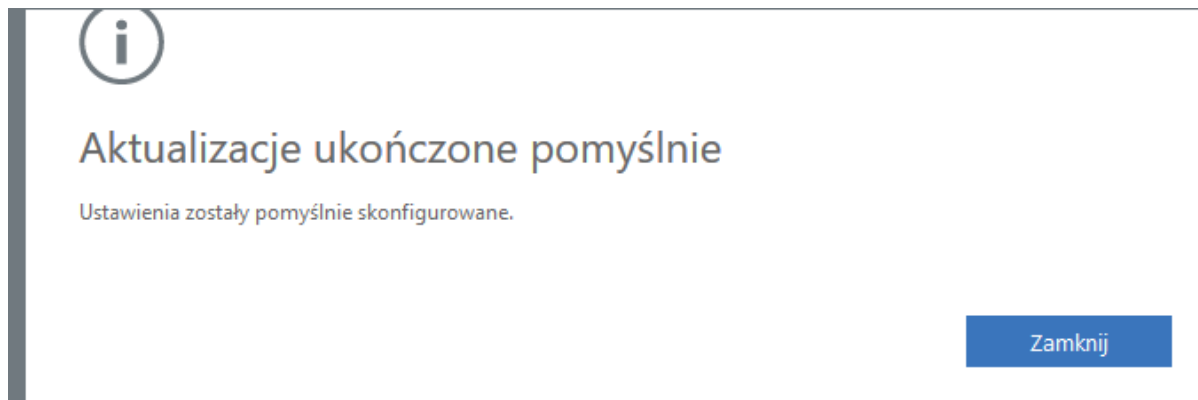 Aktualizacje ukończone pomyślnie
Ustawienia zostały pomyślnie skonfigurowane.
Zamknij